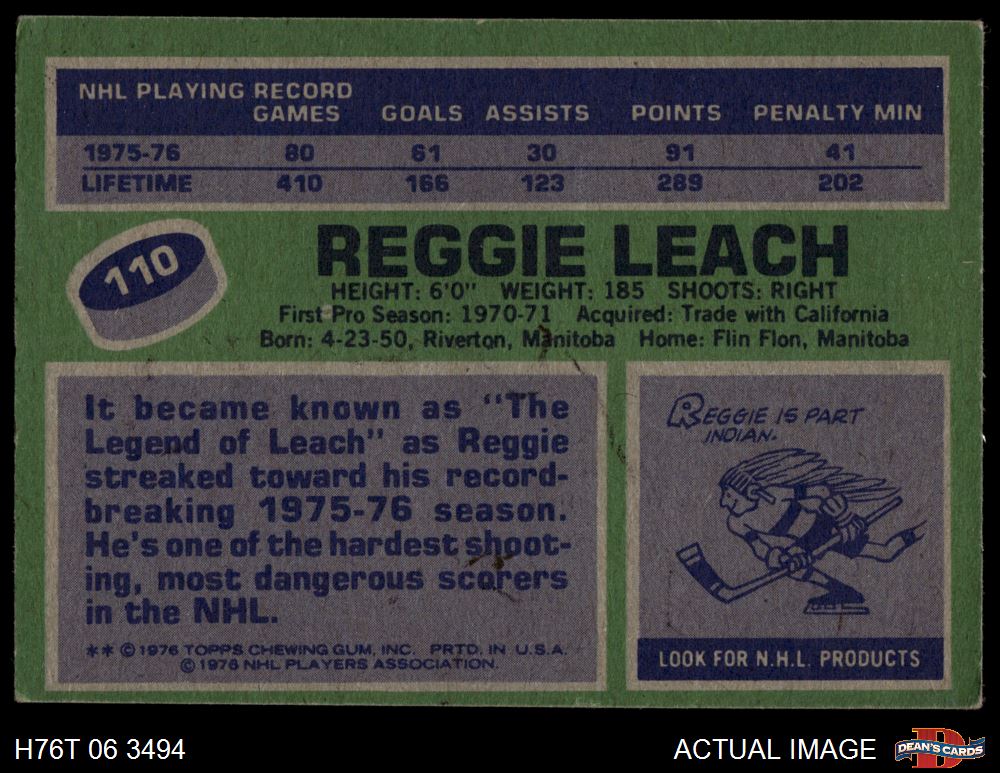 NHL PLAYING RECORD
GAMES GOALS ASSISTS POINTS PENALTY MIN
1975-76 80 61 30 91 41
LIFETIME 410 166 123 289 202
110
REGGIE LEACH
HEIGHT: 6'0" WEIGHT: 185 SHOOTS: RIGHT
First Pro Season: 1970-71 Acquired: Trade with California
Born: 4-23-50, Riverton, Manitoba Home: Flin Flon, Manitoba
It became known as "The
Legend of Leach" as Reggie
streaked toward his record-
breaking 1975-76 season.
He's one of the hardest shoot-
ing, most dangerous scorers
in the NHL.
** © 1976 TOPPS CHEWING GUM, INC. PRTD. IN U.S.A.
© 1976 NHL PLAYERS ASSOCIATION.
REGGIE IS PART
INDIAN.
LOOK FOR N.H.L. PRODUCTS
H76T 06 3494
ACTUAL IMAGE
D
DEAN'S CARDS